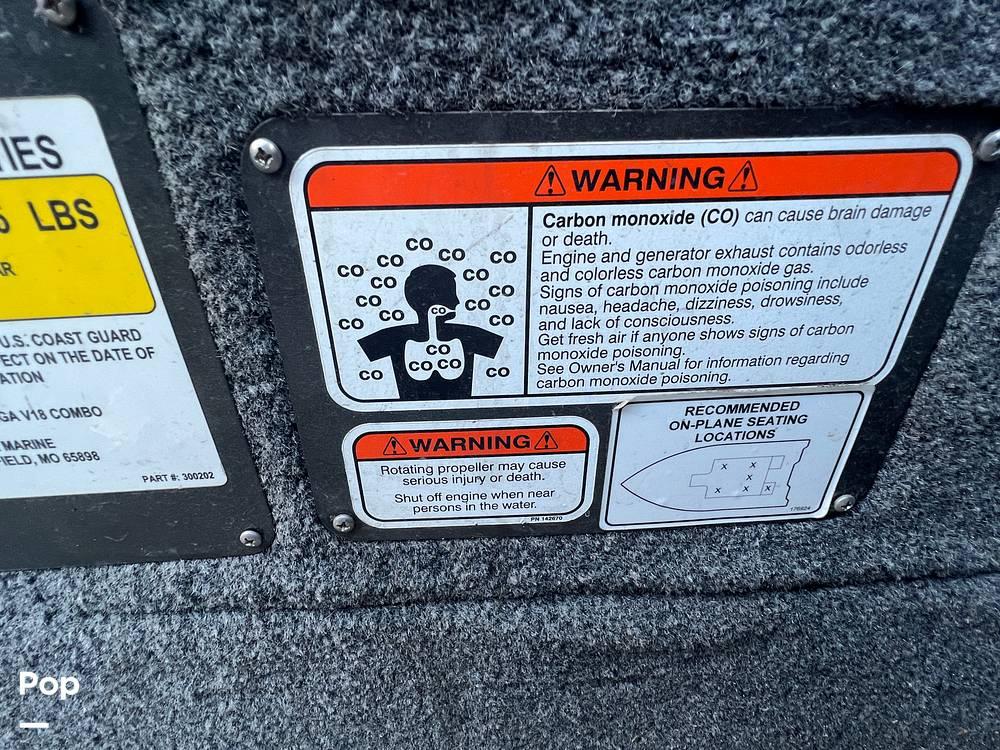 TIES
LBS
U.S. COAST GUARD
FECT ON THE DATE OF
ATION
GA V18 COMBO
MARINE
FIELD, MO 65898
PART #: 300202
WARNING
CO CO CO CO CO CO CO CO CO CO CO CO CO CO CO CO CO CO CO
Carbon monoxide (CO) can cause brain damage
or death.
Engine and generator exhaust contains odorless
and colorless carbon monoxide gas.
Signs of carbon monoxide poisoning include
nausea, headache, dizziness, drowsiness,
and lack of consciousness.
Get fresh air if anyone shows signs of carbon
monoxide poisoning.
See Owner's Manual for information regarding
carbon monoxide poisoning.
WARNING
Rotating propeller may cause
serious injury or death.
Shut off engine when near
persons in the water.
PN 142670
RECOMMENDED
ON-PLANE SEATING
LOCATIONS
X X
X
X X X
176824
Pop